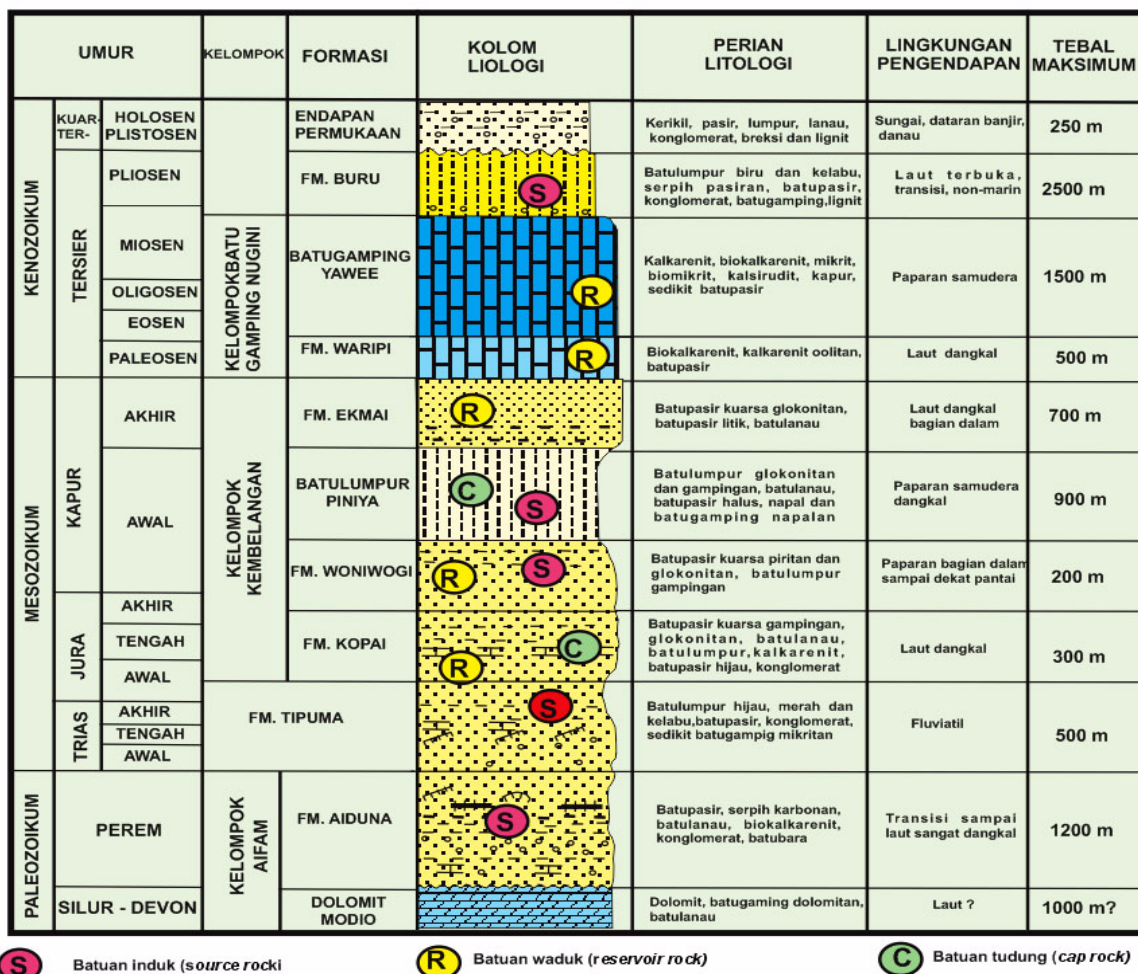 UMUR
KELOMPOK
FORMASI
KOLOM
LIOLOGI
PERIAN
LITOLOGI
LINGKUNGAN
PENGENDAPAN
TEBAL
MAKSIMUM
KENOZOIKUM
KUAR-
TER-
HOLOSEN
PLISTOSEN
ENDAPAN
PERMUKAAN
Kerikil, pasir, lumpur, lanau,
konglomerat, breksi dan lignit
Sungai, dataran banjir,
danau
250 m
TERSIER
PLIOSEN
FM. BURU
S
Batulumpur biru dan kelabu,
serpih pasiran, batupasir,
konglomerat, batugamping,lignit
Laut terbuka,
transisi, non-marin
2500 m
MIOSEN
OLIGOSEN
EOSEN
KELOMPOKBATU
GAMPING NUGINI
BATUGAMPING
YAWEE
R
Kalkarenit, biokalkarenit, mikrit,
biomikrit, kalsirudit, kapur,
sedikit batupasir
Paparan samudera
1500 m
PALEOSEN
FM. WARIPI
R
Biokalkarenit, kalkarenit oolitan,
batupasir
Laut dangkal
500 m
MESOZOIKUM
KAPUR
AKHIR
KELOMPOK
KEMBELANGAN
FM. EKMAI
R
Batupasir kuarsa glokonitan,
batupasir litik, batulanau
Laut dangkal
bagian dalam
700 m
AWAL
BATULUMPUR
PINIYA
C
S
Batulumpur glokonitan
dan gampingan, batulanau,
batupasir halus, napal dan
batugamping napalan
Paparan samudera
dangkal
900 m
FM. WONIWOGI
R
S
Batupasir kuarsa piritan dan
glokonitan, batulumpur
gampingan
Paparan bagian dalam
sampai dekat pantai
200 m
JURA
AKHIR
TENGAH
AWAL
FM. KOPAI
R
C
Batupasir kuarsa gampingan,
glokonitan, batulanau,
batulumpur,kalkarenit,
batupasir hijau, konglomerat
Laut dangkal
300 m
TRIAS
AKHIR
TENGAH
AWAL
FM. TIPUMA
S
Batulumpur hijau, merah dan
kelabu,batupasir, konglomerat,
sedikit batugampig mikritan
Fluviatil
500 m
PALEOZOIKUM
PEREM
KELOMPOK
AIFAM
FM. AIDUNA
S
Batupasir, serpih karbonan,
batulanau, biokalkarenit,
konglomerat, batubara
Transisi sampai
laut sangat dangkal
1200 m
SILUR - DEVON
DOLOMIT
MODIO
Dolomit, batugaming dolomitan,
batulanau
Laut ?
1000 m?
S Batuan induk (source rocki
R Batuan waduk (reservoir rock)
C Batuan tudung (cap rock)